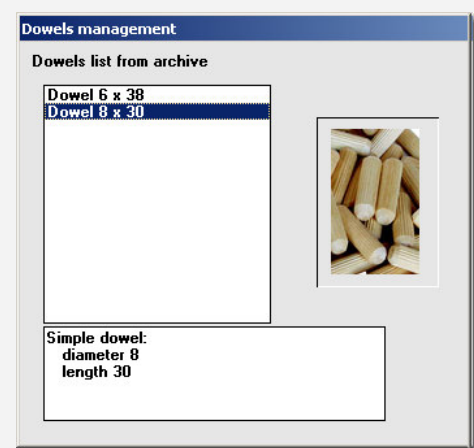 Dowels management
Dowels list from archive
Dowel 6 x 38
Dowel 8 x 30
Simple dowel:
diameter 8
length 30